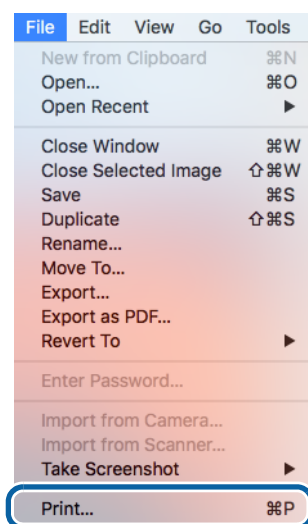 File Edit View Go Tools
New from Clipboard ⌘N
Open... ⌘O
Open Recent ▶
Close Window ⌘W
Close Selected Image ⇧⌘W
Save ⌘S
Duplicate ⇧⌘S
Rename...
Move To...
Export...
Export as PDF...
Revert To ▶
Enter Password...
Import from Camera...
Import from Scanner...
Take Screenshot ▶
Print... ⌘P